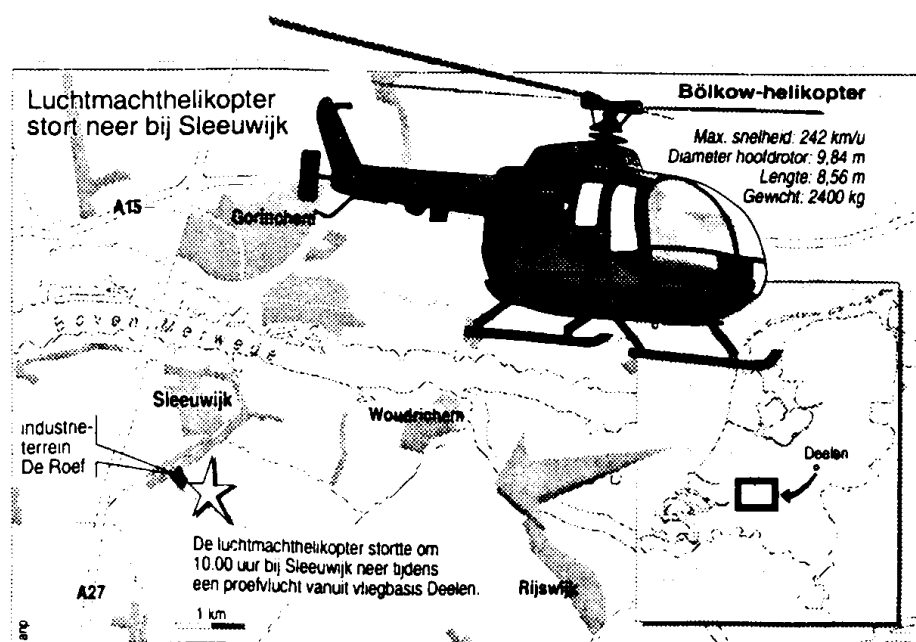 Luchtmachthelikopter
stort neer bij Sleeuwijk
Bölkow-helikopter
Max. snelheid: 242 km/u
Diameter hoofdrotor: 9,84 m
Lengte: 8,56 m
Gewicht: 2400 kg
A15
Gorinchem
Boven Merwede
Sleeuwijk
Woudrichem
Industrie-
terrein
De Roef
Deelen
De luchtmachthelikopter stortte om
10.00 uur bij Sleeuwijk neer tijdens
een proefvlucht vanuit vliegbasis Deelen.
Rijswijk
A27
1 km
anp